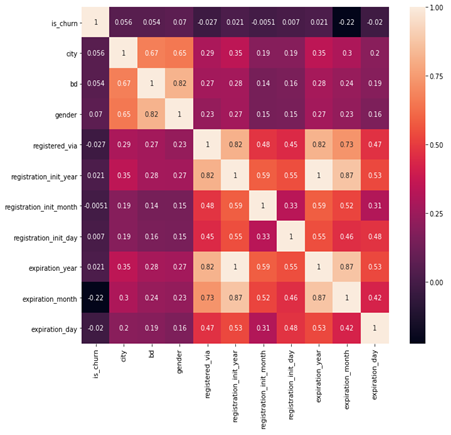 is_churn 1 0.056 0.054 0.07 -0.027 0.021 -0.0051 0.007 0.021 -0.22 -0.02
city 0.056 1 0.67 0.65 0.29 0.35 0.19 0.19 0.35 0.3 0.2
bd 0.054 0.67 1 0.82 0.27 0.28 0.14 0.16 0.28 0.24 0.19
gender 0.07 0.65 0.82 1 0.23 0.27 0.15 0.15 0.27 0.23 0.16
registered_via -0.027 0.29 0.27 0.23 1 0.82 0.48 0.45 0.82 0.73 0.47
registration_init_year 0.021 0.35 0.28 0.27 0.82 1 0.59 0.55 1 0.87 0.53
registration_init_month -0.0051 0.19 0.14 0.15 0.48 0.59 1 0.33 0.59 0.52 0.31
registration_init_day 0.007 0.19 0.16 0.15 0.45 0.55 0.33 1 0.55 0.46 0.48
expiration_year 0.021 0.35 0.28 0.27 0.82 1 0.59 0.55 1 0.87 0.53
expiration_month -0.22 0.3 0.24 0.23 0.73 0.87 0.52 0.46 0.87 1 0.42
expiration_day -0.02 0.2 0.19 0.16 0.47 0.53 0.31 0.48 0.53 0.42 1
is_churn city bd gender registered_via registration_init_year registration_init_month registration_init_day expiration_year expiration_month expiration_day
1.00
0.75
0.50
0.25
0.00